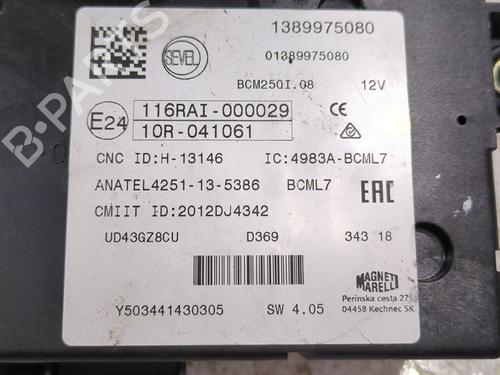 1389975080
SEVEL
01389975080
BCM25QI.08 12V
E24
116RAI-000029
10R-041061
CE
CNC ID:H-13146 IC:4983A-BCML7
ANATEL4251-13-5386 BCML7
EAC
CMIIT ID:2012DJ4342
UD43GZ8CU D369 343 18
MAGNETI
MARELLI
Perinska cesta
04458 Kechnec SK
Y503441430305 SW 4.05
B-PARTS